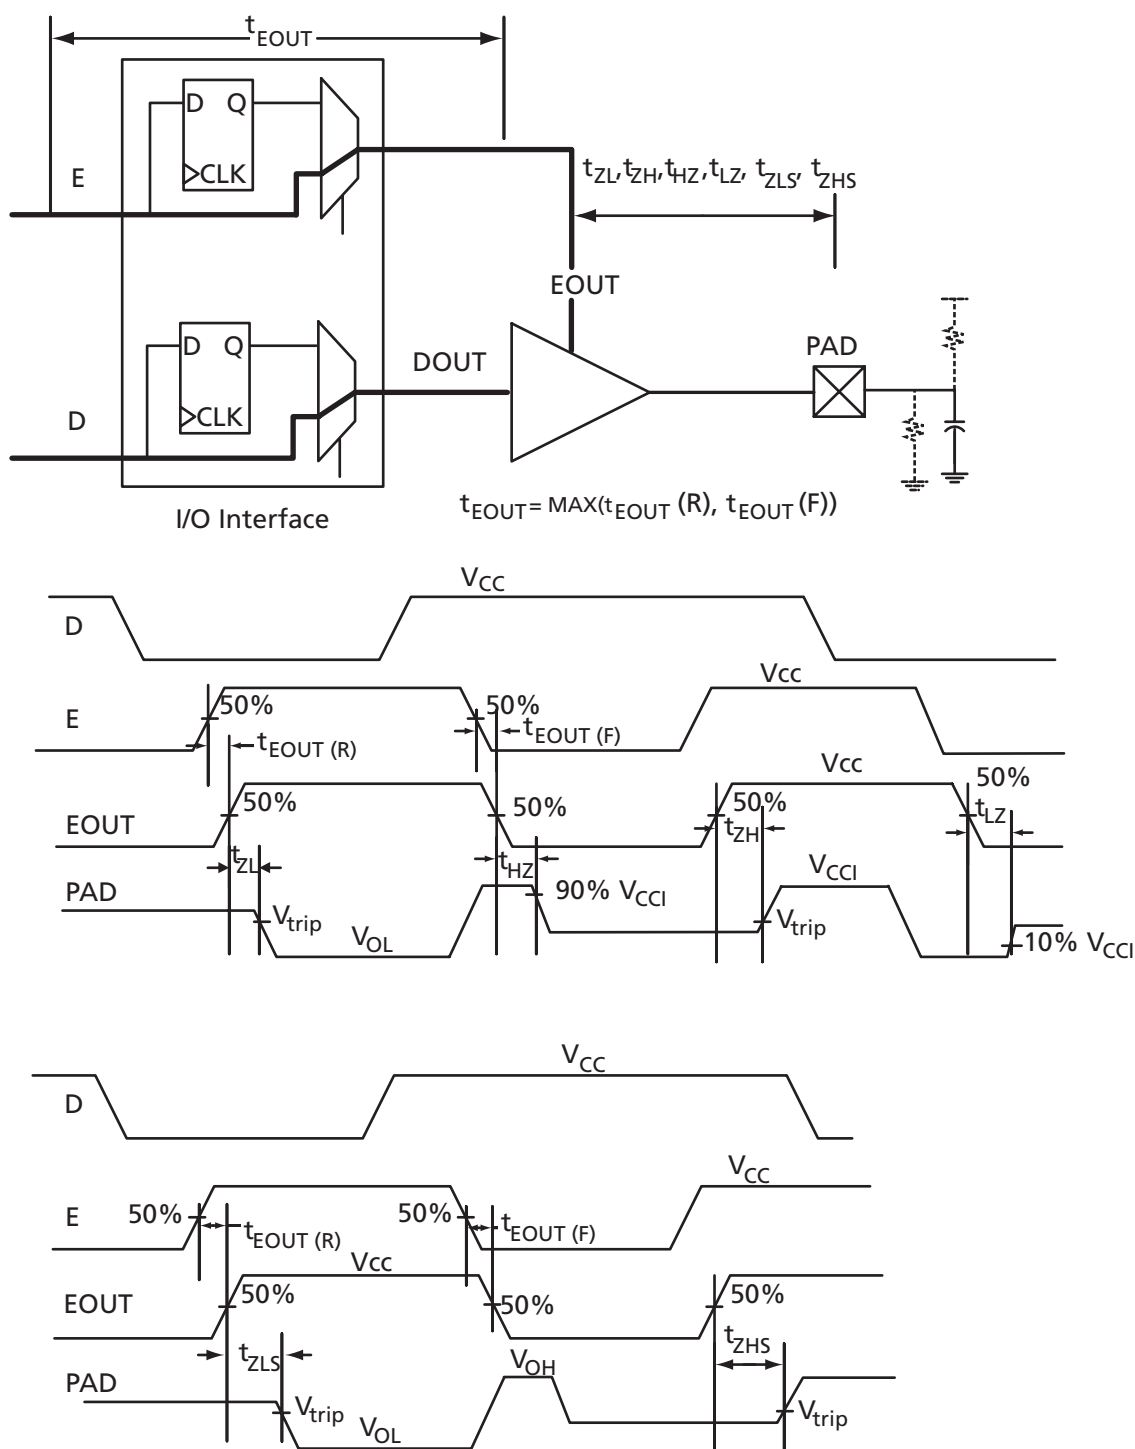 tEOUT
D Q
CLK
E
tZL, tZH, tHZ, tLZ, tZLS, tZHS
EOUT
D Q
CLK
D
DOUT
PAD
I/O Interface
tEOUT = MAX(tEOUT (R), tEOUT (F))
VCC
D
Vcc
E
50%
50%
tEOUT (R)
tEOUT (F)
Vcc
EOUT
50%
50%
50%
50%
tZL
tHZ
tZH
tLZ
PAD
Vtrip
VOL
90% VCCI
Vtrip
VCCI
10% VCCI
VCC
D
VCC
E
50%
50%
tEOUT (R)
tEOUT (F)
Vcc
EOUT
50%
50%
50%
tZLS
tZHS
PAD
VOH
Vtrip
VOL
Vtrip